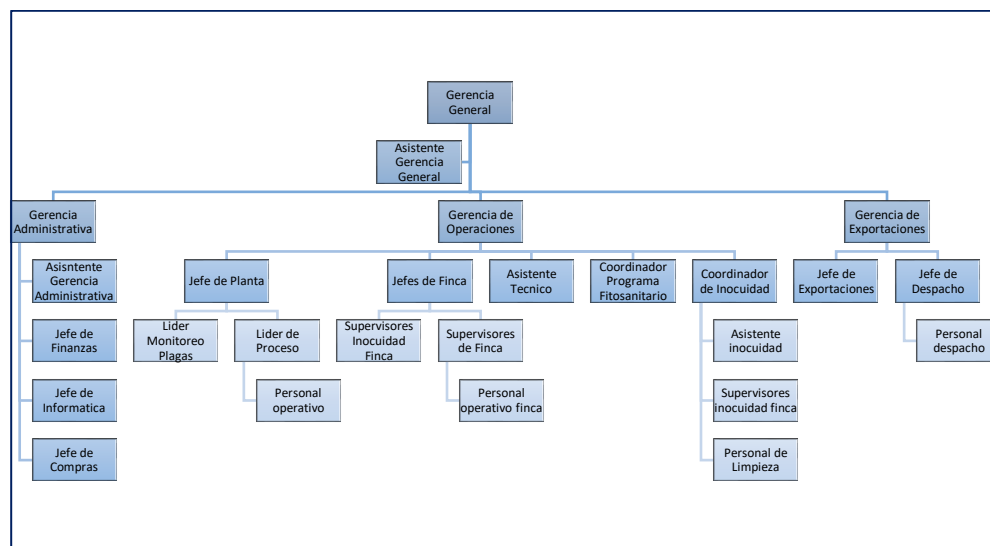 Gerencia
General
Asistente
Gerencia
General
Gerencia
Administrativa
Gerencia de
Operaciones
Gerencia de
Exportaciones
Asisntente
Gerencia
Administrativa
Jefe de Planta
Jefes de Finca
Asistente
Tecnico
Coordinador
Programa
Fitosanitario
Coordinador
de Inocuidad
Jefe de
Exportaciones
Jefe de
Despacho
Jefe de
Finanzas
Lider
Monitoreo
Plagas
Lider de
Proceso
Supervisores
Inocuidad
Finca
Supervisores
de Finca
Asistente
inocuidad
Personal
despacho
Jefe de
Informatica
Personal
operativo
Personal
operativo finca
Supervisores
inocuidad finca
Jefe de
Compras
Personal de
Limpieza